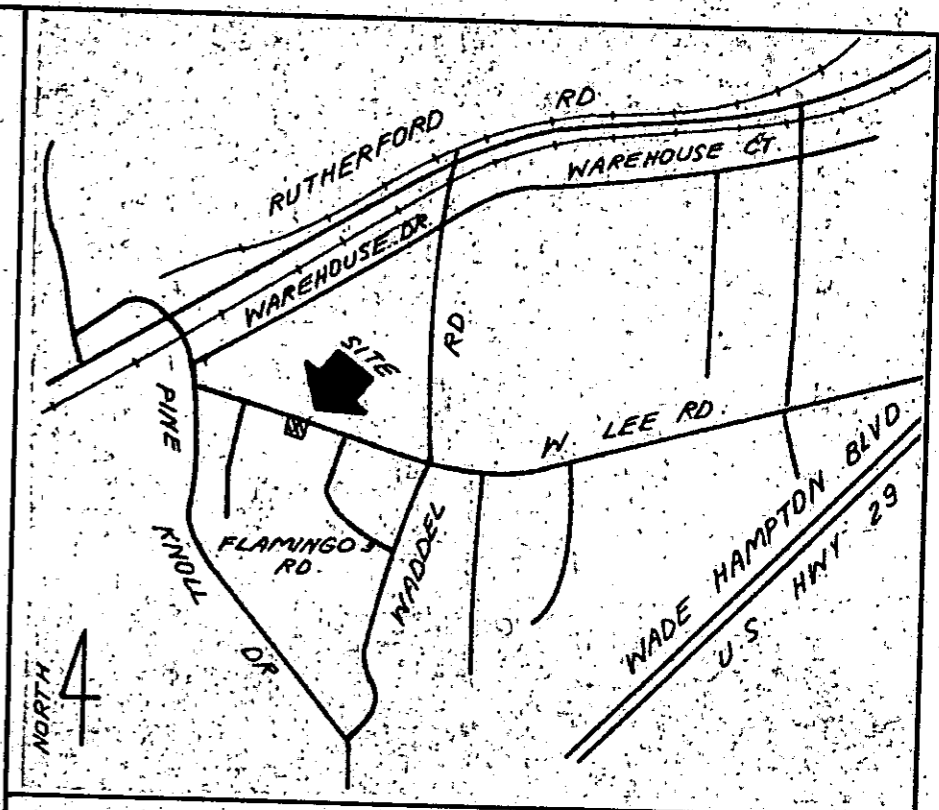 RUTHERFORD RD
WAREHOUSE CT
WAREHOUSE DR.
SITE
RD
PINE KNOLL DR
W. LEE RD.
FLAMINGO
RD.
WADDEL
WADE HAMPTON BLVD
U.S HWY 29
NORTH